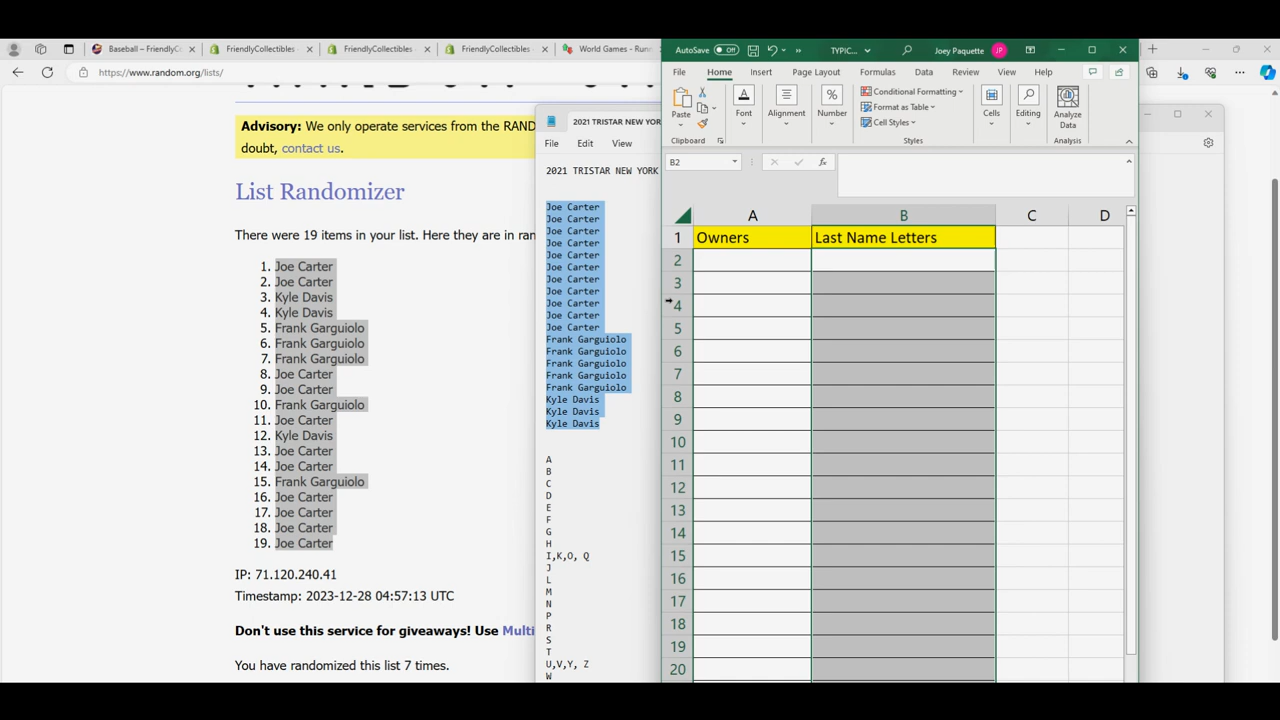 Baseball – FriendlyC
FriendlyCollectibles
FriendlyCollectibles
FriendlyCollectibles
World Games - Run
https://www.random.org/lists/
Advisory: We only operate services from the RAND
doubt, contact us.
List Randomizer
There were 19 items in your list. Here they are in ran
1. Joe Carter
2. Joe Carter
3. Kyle Davis
4. Kyle Davis
5. Frank Garguiolo
6. Frank Garguiolo
7. Frank Garguiolo
8. Joe Carter
9. Joe Carter
10. Frank Garguiolo
11. Joe Carter
12. Kyle Davis
13. Joe Carter
14. Joe Carter
15. Frank Garguiolo
16. Joe Carter
17. Joe Carter
18. Joe Carter
19. Joe Carter
IP: 71.120.240.41
Timestamp: 2023-12-28 04:57:13 UTC
Don't use this service for giveaways! Use Multi
You have randomized this list 7 times.
2021 TRISTAR NEW YOR
File Edit View
2021 TRISTAR NEW YORK
Joe Carter
Joe Carter
Joe Carter
Joe Carter
Joe Carter
Joe Carter
Joe Carter
Joe Carter
Joe Carter
Joe Carter
Joe Carter
Frank Garguiolo
Frank Garguiolo
Frank Garguiolo
Frank Garguiolo
Frank Garguiolo
Kyle Davis
Kyle Davis
Kyle Davis
A
B
C
D
E
F
G
H
I,K,O, Q
J
L
M
N
P
R
S
T
U,V,Y, Z
W
AutoSave Off TYPIC... Joey Paquette JP
File Home Insert Page Layout Formulas Data Review View Help
Paste
Clipboard
Font
Alignment
Number
Conditional Formatting
Format as Table
Cell Styles
Styles
Cells
Editing
Analyze
Data
Analysis
B2 fx
A B C D
1 Owners Last Name Letters
2
3
4
5
6
7
8
9
10
11
12
13
14
15
16
17
18
19
20